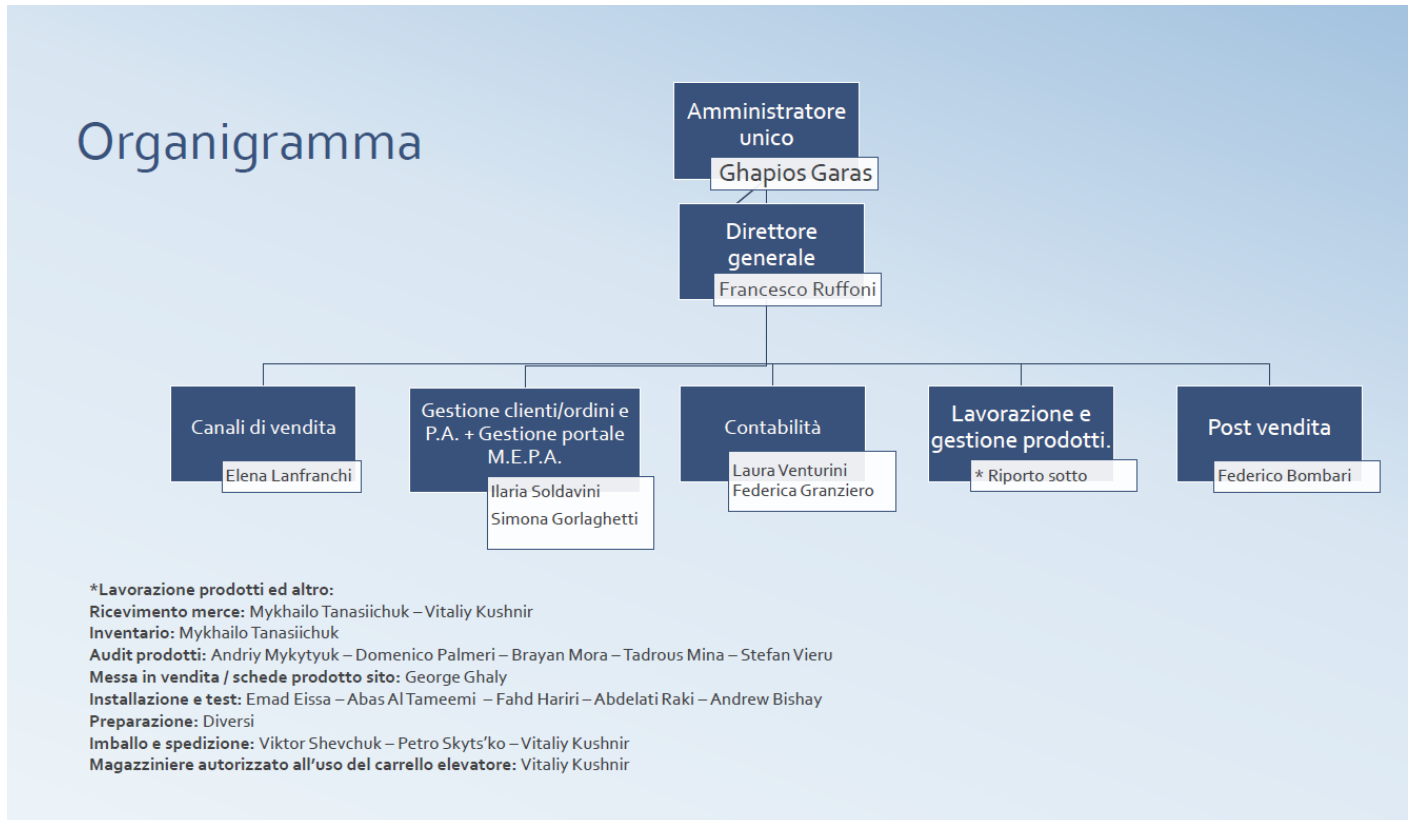 Organigramma
Amministratore
unico
Ghapios Garas
Direttore
generale
Francesco Ruffoni
Canali di vendita
Elena Lanfranchi
Gestione clienti/ordini e
P.A. + Gestione portale
M.E.P.A.
Ilaria Soldavini
Simona Gorlaghetti
Contabilità
Laura Venturini
Federica Granziero
Lavorazione e
gestione prodotti.
* Riporto sotto
Post vendita
Federico Bombari
*Lavorazione prodotti ed altro:
Ricevimento merce: Mykhailo Tanasiichuk – Vitaliy Kushnir
Inventario: Mykhailo Tanasiichuk
Audit prodotti: Andriy Mykytyuk – Domenico Palmeri – Brayan Mora – Tadrous Mina – Stefan Vieru
Messa in vendita / schede prodotto sito: George Ghaly
Installazione e test: Emad Eissa – Abas Al Tameemi – Fahd Hariri – Abdelati Raki – Andrew Bishay
Preparazione: Diversi
Imballo e spedizione: Viktor Shevchuk – Petro Skyts’ko – Vitaliy Kushnir
Magazziniere autorizzato all’uso del carrello elevatore: Vitaliy Kushnir